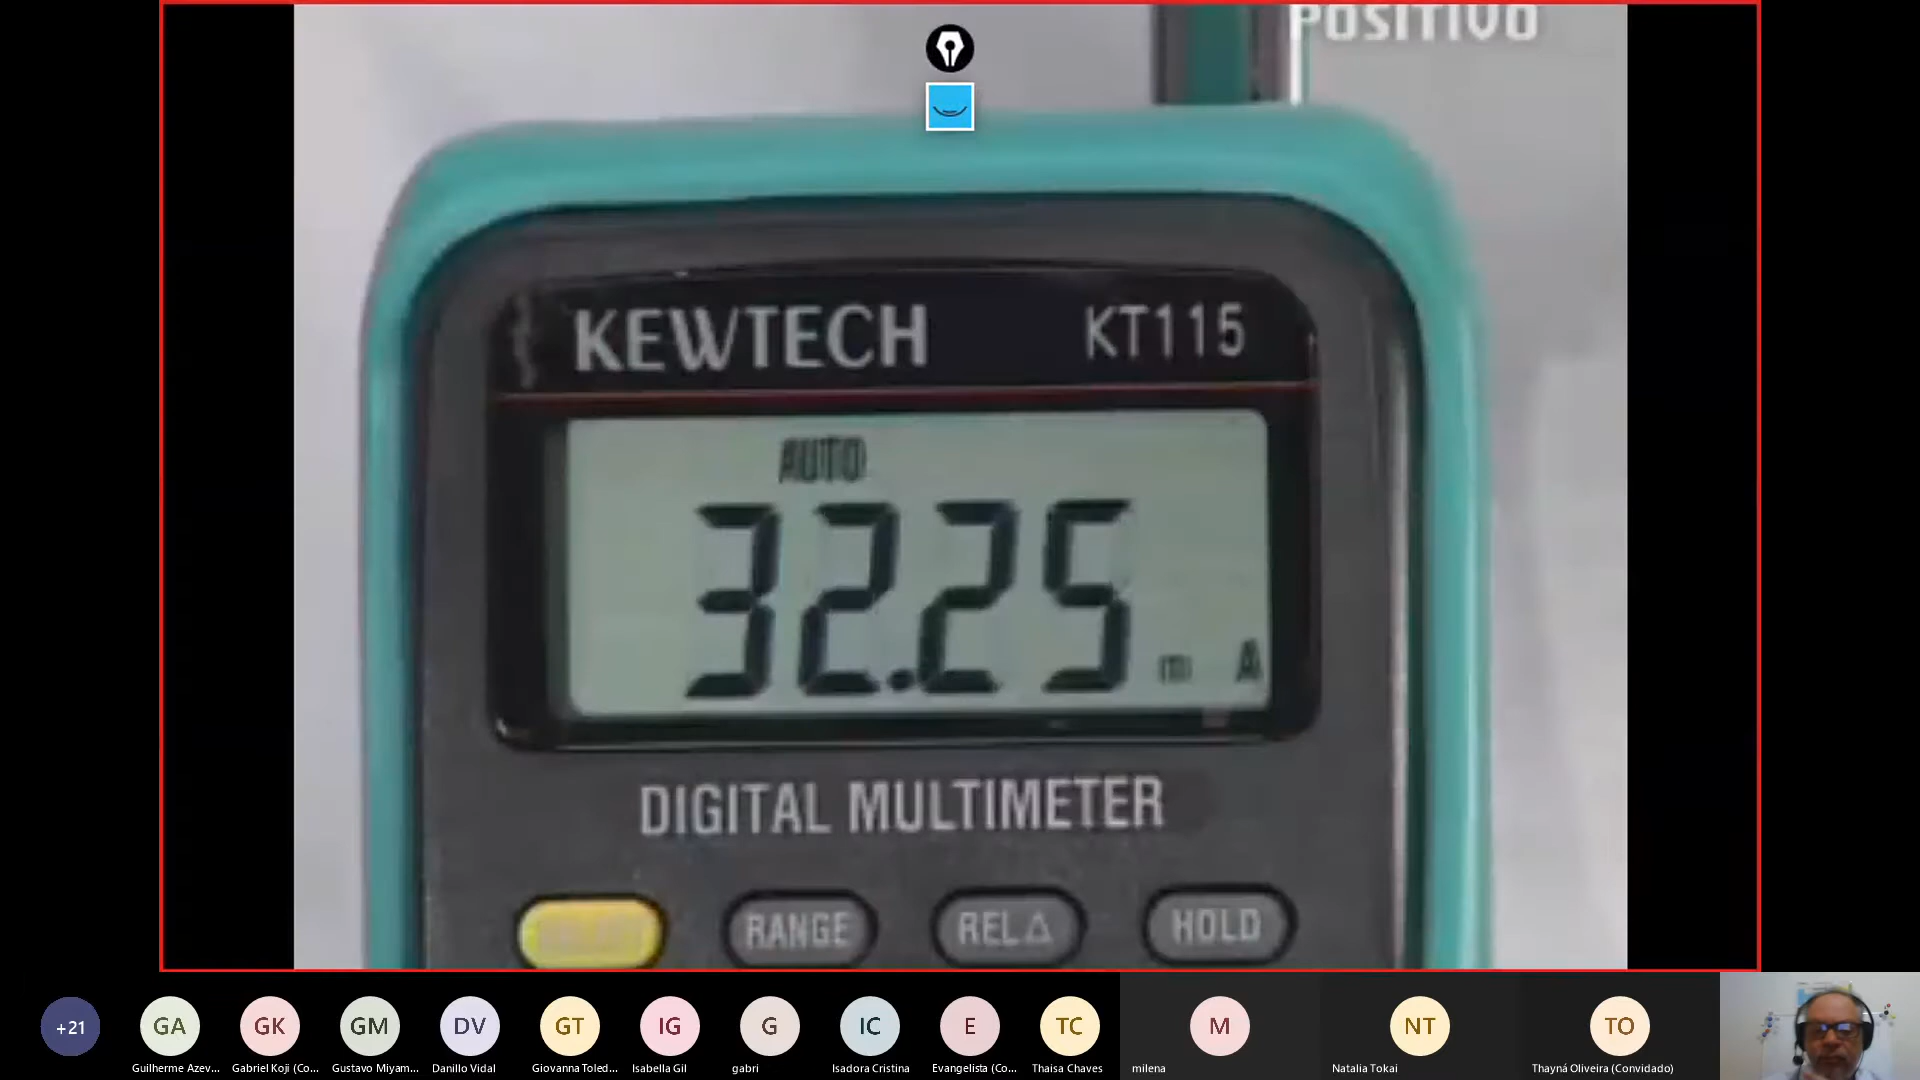 POSITIVO
KEWTECH KT115
AUTO
32.25 m A
DIGITAL MULTIMETER
RANGE REL△ HOLD
+21 GA GK GM DV GT IG G IC E TC M NT TO
Guilherme Azev... Gabriel Koji (Co... Gustavo Miyam... Danillo Vidal Giovanna Toled... Isabella Gil gabri Isadora Cristina Evangelista (Co... Thaisa Chaves milena Natalia Tokai Thayná Oliveira (Convidado)